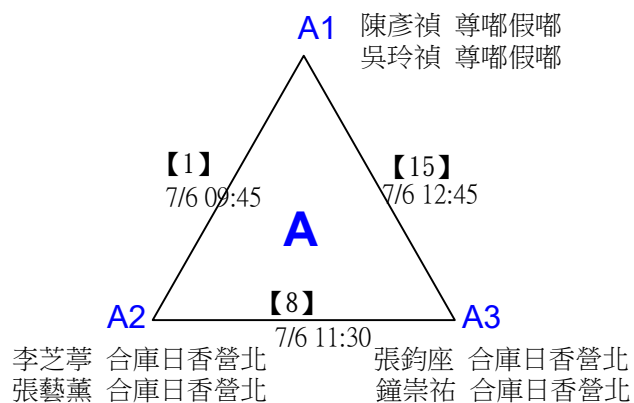 A1
陳彥禎 尊嘟假嘟
吳玲禎 尊嘟假嘟
【1】
7/6 09:45
【15】
7/6 12:45
A
A2
【8】
7/6 11:30
A3
李芝葶 合庫日香營北
張藝薰 合庫日香營北
張鈞座 合庫日香營北
鐘崇祐 合庫日香營北